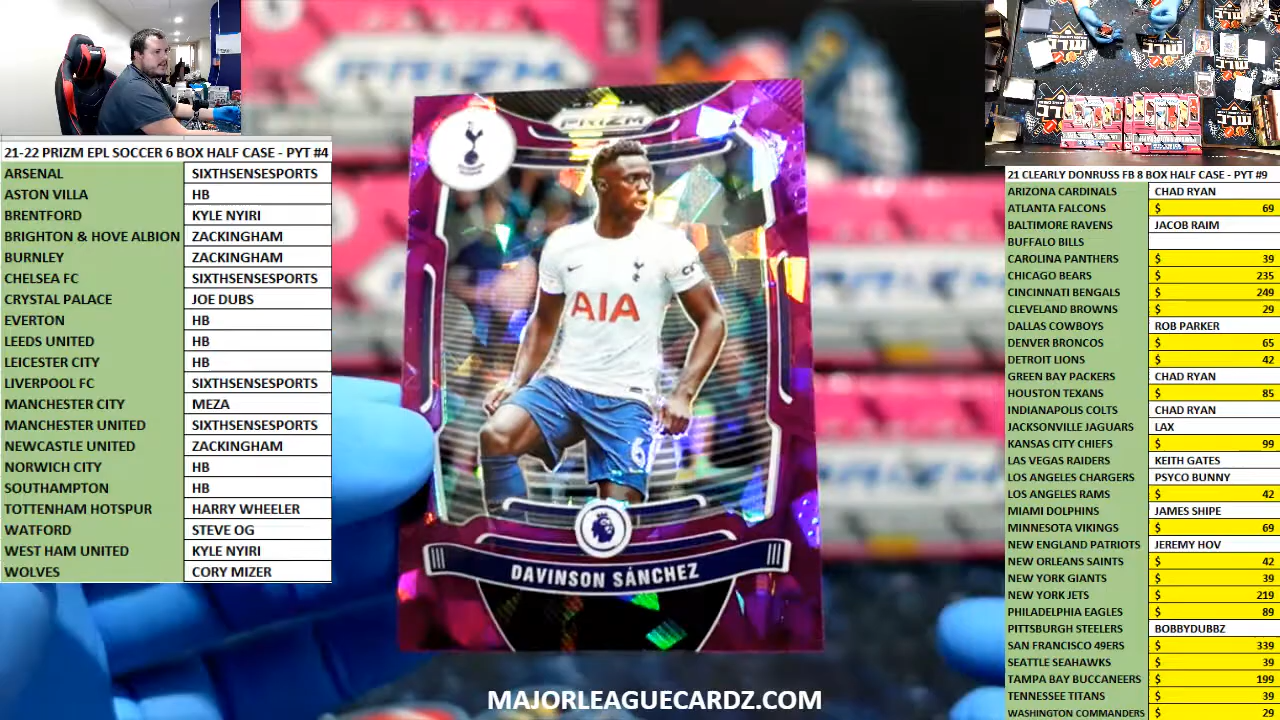 21-22 PRIZM EPL SOCCER 6 BOX HALF CASE - PYT #4
ARSENAL SIXTHSENSESPORTS
ASTON VILLA HB
BRENTFORD KYLE NYIRI
BRIGHTON & HOVE ALBION ZACKINGHAM
BURNLEY ZACKINGHAM
CHELSEA FC SIXTHSENSESPORTS
CRYSTAL PALACE JOE DUBS
EVERTON HB
LEEDS UNITED HB
LEICESTER CITY HB
LIVERPOOL FC SIXTHSENSESPORTS
MANCHESTER CITY MEZA
MANCHESTER UNITED SIXTHSENSESPORTS
NEWCASTLE UNITED ZACKINGHAM
NORWICH CITY HB
SOUTHAMPTON HB
TOTTENHAM HOTSPUR HARRY WHEELER
WATFORD STEVE OG
WEST HAM UNITED KYLE NYIRI
WOLVES CORY MIZER
PRIZM
PRIZM
AIA
6
DAVINSON SÁNCHEZ
MAJORLEAGUECARDZ.COM
21 CLEARLY DONRUSS FB 8 BOX HALF CASE - PYT #9
ARIZONA CARDINALS CHAD RYAN
ATLANTA FALCONS $ 69
BALTIMORE RAVENS JACOB RAIM
BUFFALO BILLS
CAROLINA PANTHERS $ 39
CHICAGO BEARS $ 235
CINCINNATI BENGALS $ 249
CLEVELAND BROWNS $ 29
DALLAS COWBOYS ROB PARKER
DENVER BRONCOS $ 65
DETROIT LIONS $ 42
GREEN BAY PACKERS CHAD RYAN
HOUSTON TEXANS $ 85
INDIANAPOLIS COLTS CHAD RYAN
JACKSONVILLE JAGUARS LAX
KANSAS CITY CHIEFS $ 99
LAS VEGAS RAIDERS KEITH GATES
LOS ANGELES CHARGERS PSYCO BUNNY
LOS ANGELES RAMS $ 42
MIAMI DOLPHINS JAMES SHIPE
MINNESOTA VIKINGS $ 69
NEW ENGLAND PATRIOTS JEREMY HOV
NEW ORLEANS SAINTS $ 42
NEW YORK GIANTS $ 39
NEW YORK JETS $ 219
PHILADELPHIA EAGLES $ 89
PITTSBURGH STEELERS BOBBYDUBBZ
SAN FRANCISCO 49ERS $ 339
SEATTLE SEAHAWKS $ 39
TAMPA BAY BUCCANEERS $ 199
TENNESSEE TITANS $ 39
WASHINGTON COMMANDERS $ 29